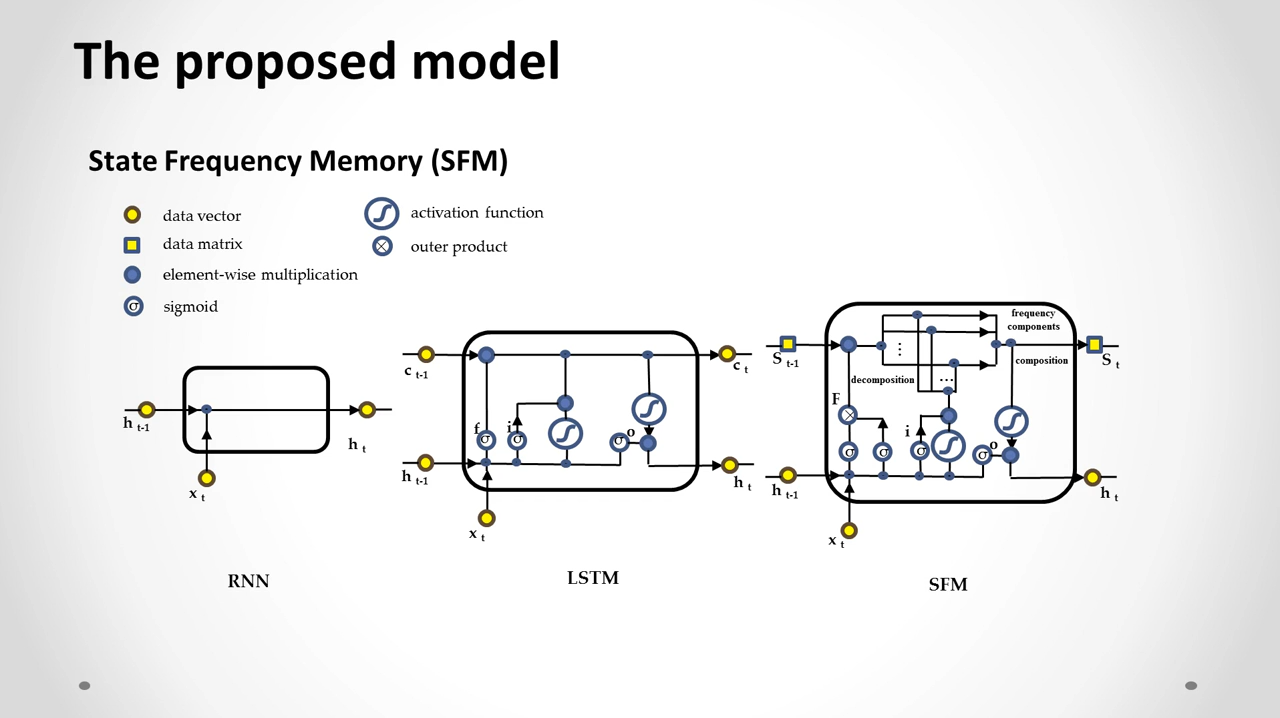 The proposed model
State Frequency Memory (SFM)
data vector
data matrix
element-wise multiplication
σ sigmoid
activation function
outer product
h t-1
x t
h t
RNN
c t-1
c t
f
σ
i
σ
σ
o
h t-1
h t
x t
LSTM
S t-1
S t
frequency
components
composition
decomposition
⋮
...
F
i
o
σ
σ
σ
σ
h t-1
h t
x t
SFM